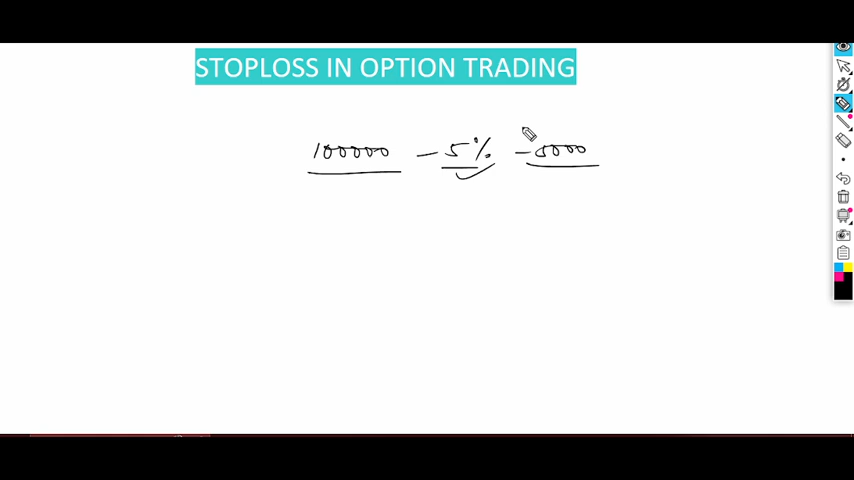 STOPLOSS IN OPTION TRADING
100000 - 5% - 5000